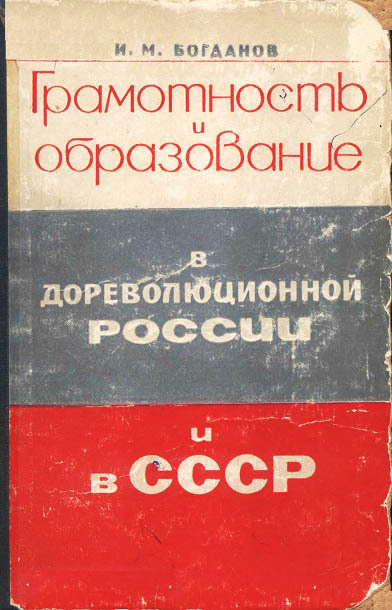 И. М. БОГДАНОВ
Грамотность
и
образование
в
ДОРЕВОЛЮЦИОННОЙ
РОССИИ
и
в СССР